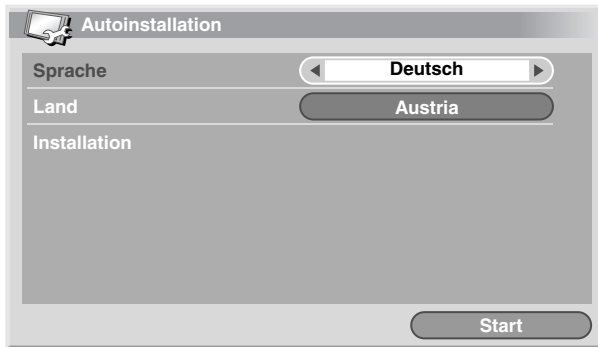 Autoinstallation
Sprache Deutsch
Land Austria
Installation
Start